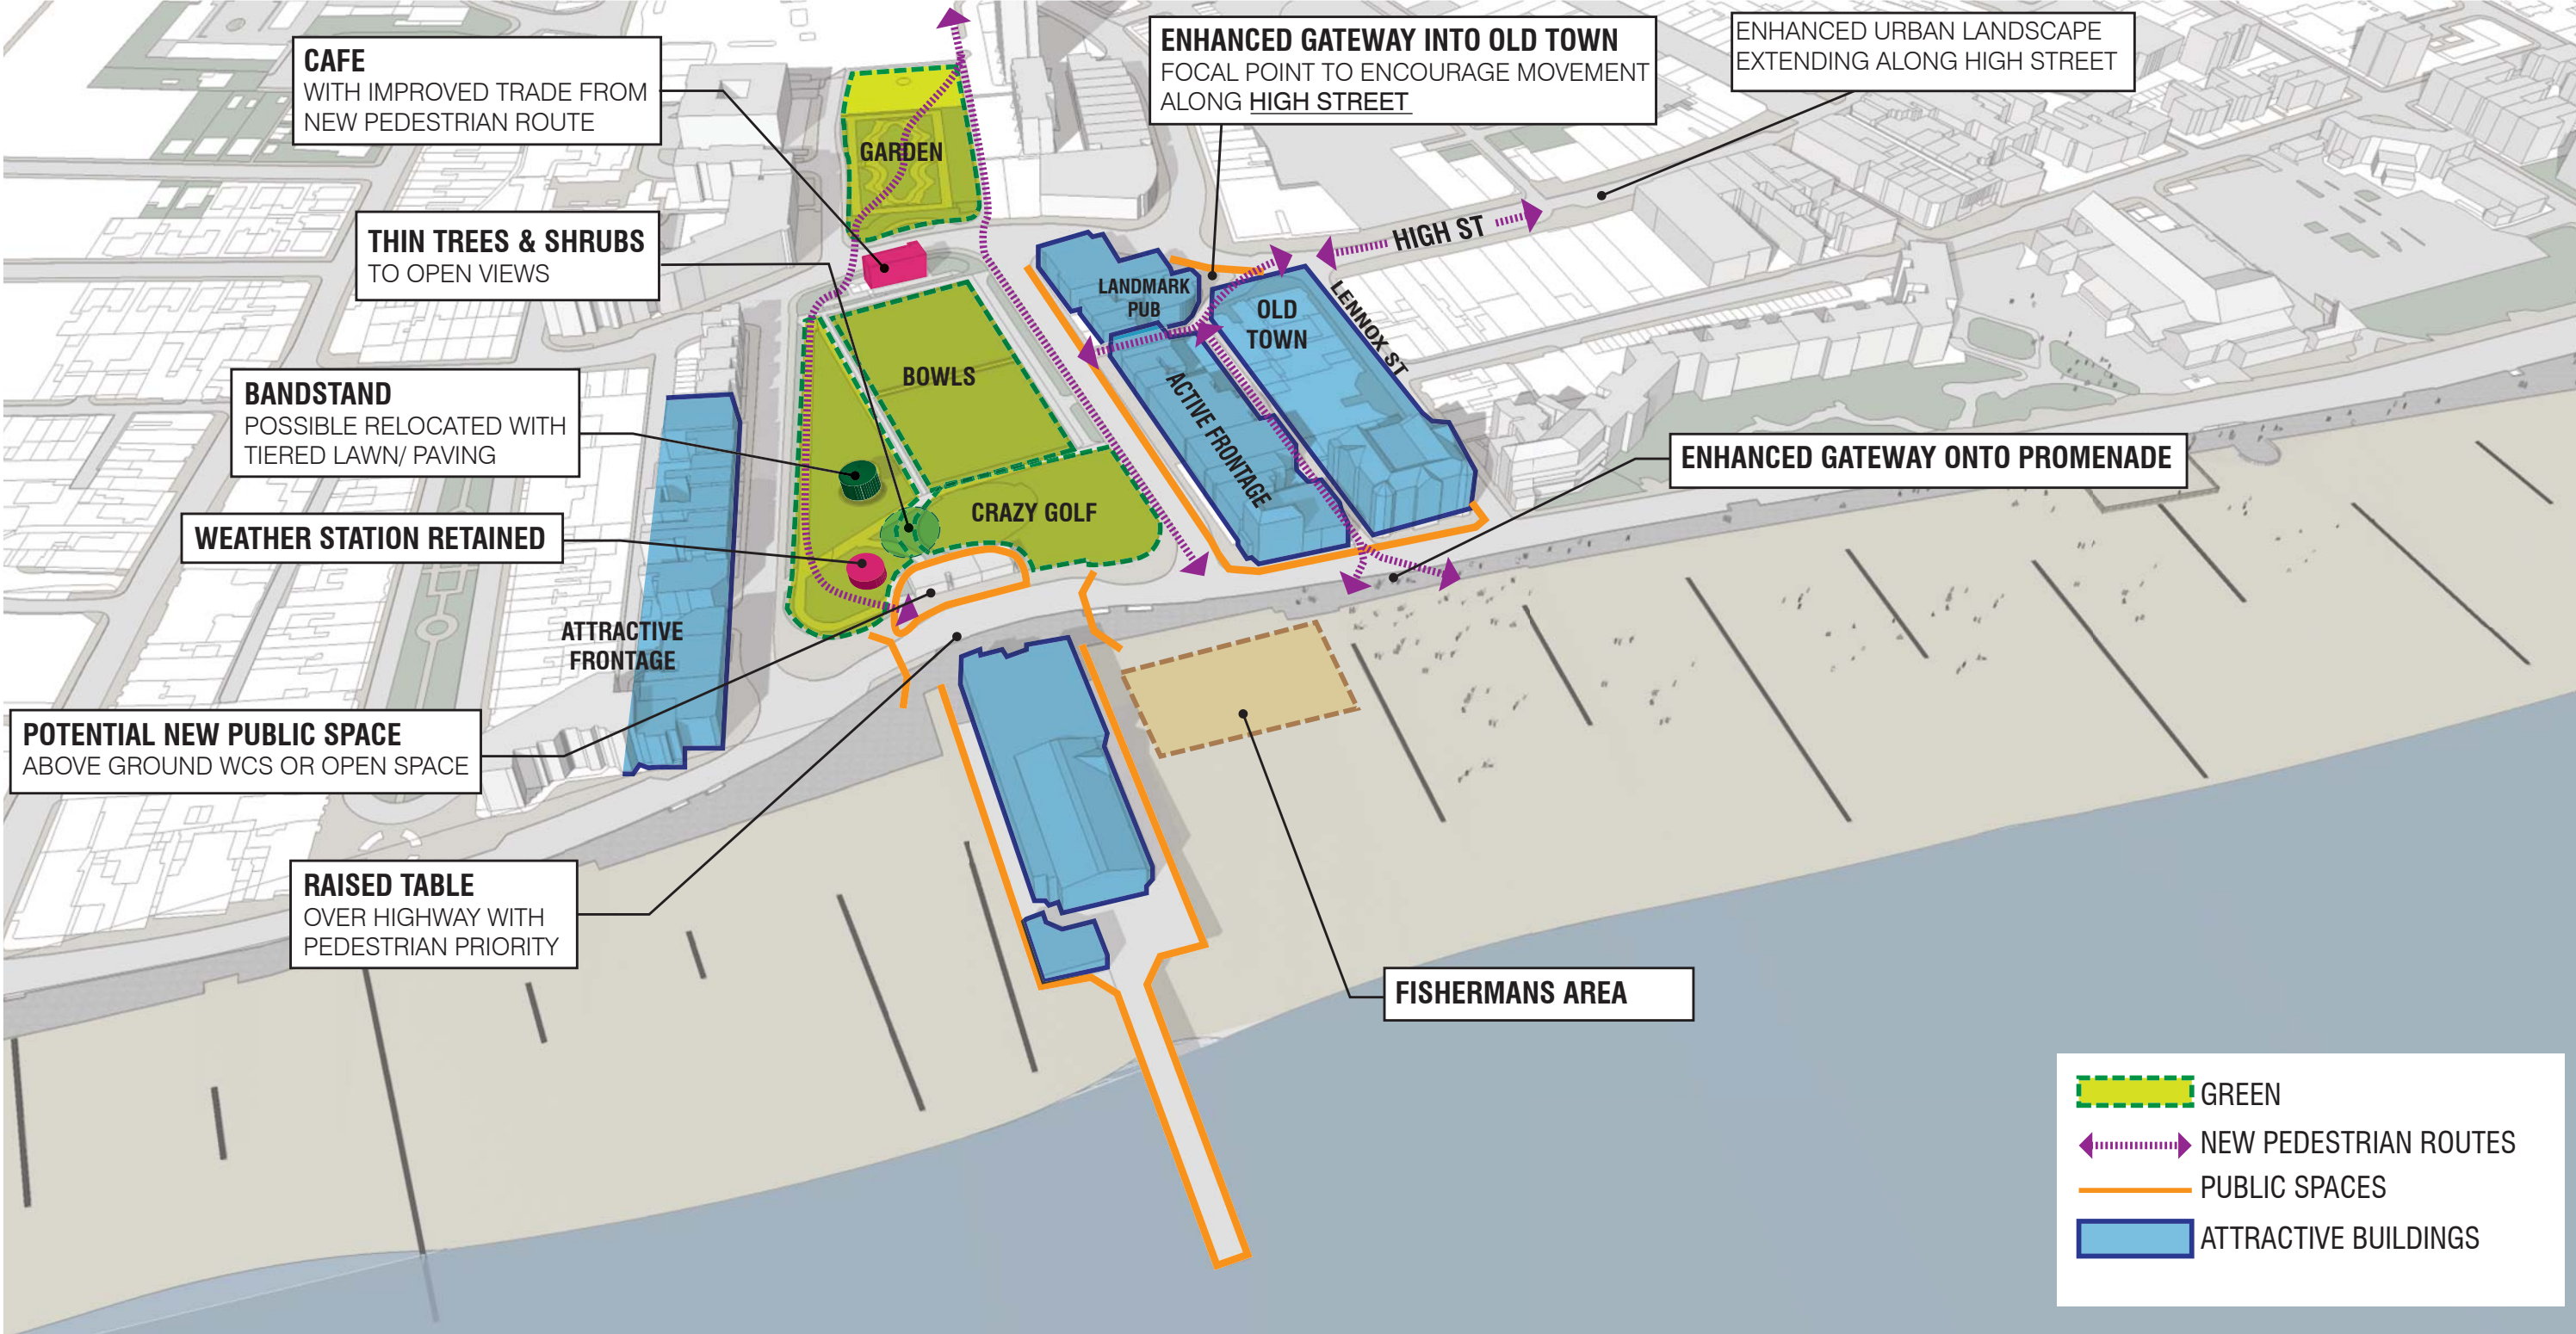 CAFE
WITH IMPROVED TRADE FROM
NEW PEDESTRIAN ROUTE
ENHANCED GATEWAY INTO OLD TOWN
FOCAL POINT TO ENCOURAGE MOVEMENT
ALONG HIGH STREET
ENHANCED URBAN LANDSCAPE
EXTENDING ALONG HIGH STREET
GARDEN
THIN TREES & SHRUBS
TO OPEN VIEWS
HIGH ST
LANDMARK
PUB
OLD
TOWN
LENNOX ST
BANDSTAND
POSSIBLE RELOCATED WITH
TIERED LAWN/ PAVING
BOWLS
ACTIVE FRONTAGE
ENHANCED GATEWAY ONTO PROMENADE
WEATHER STATION RETAINED
CRAZY GOLF
ATTRACTIVE
FRONTAGE
POTENTIAL NEW PUBLIC SPACE
ABOVE GROUND WCS OR OPEN SPACE
RAISED TABLE
OVER HIGHWAY WITH
PEDESTRIAN PRIORITY
FISHERMANS AREA
GREEN
NEW PEDESTRIAN ROUTES
PUBLIC SPACES
ATTRACTIVE BUILDINGS